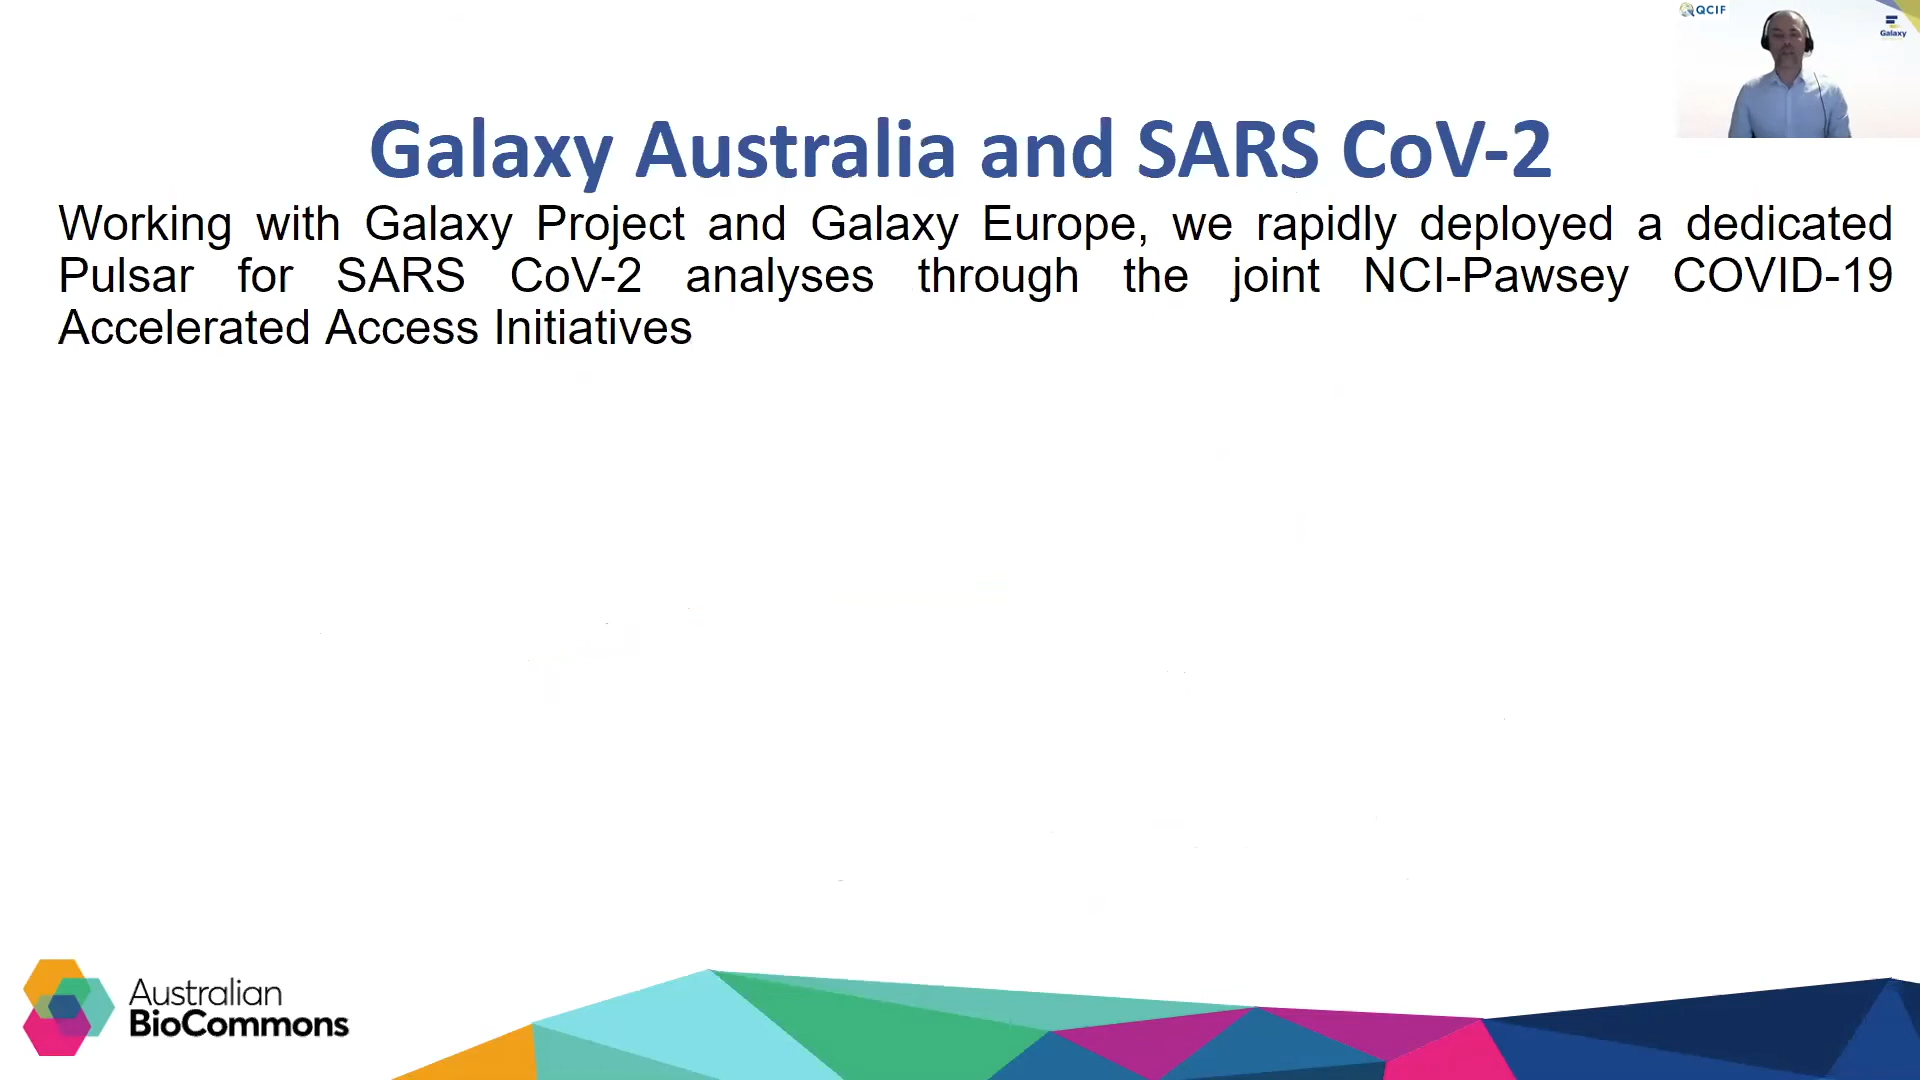 QCIF
Galaxy
Galaxy Australia and SARS CoV-2
Working with Galaxy Project and Galaxy Europe, we rapidly deployed a dedicated
Pulsar for SARS CoV-2 analyses through the joint NCI-Pawsey COVID-19
Accelerated Access Initiatives
Australian
BioCommons